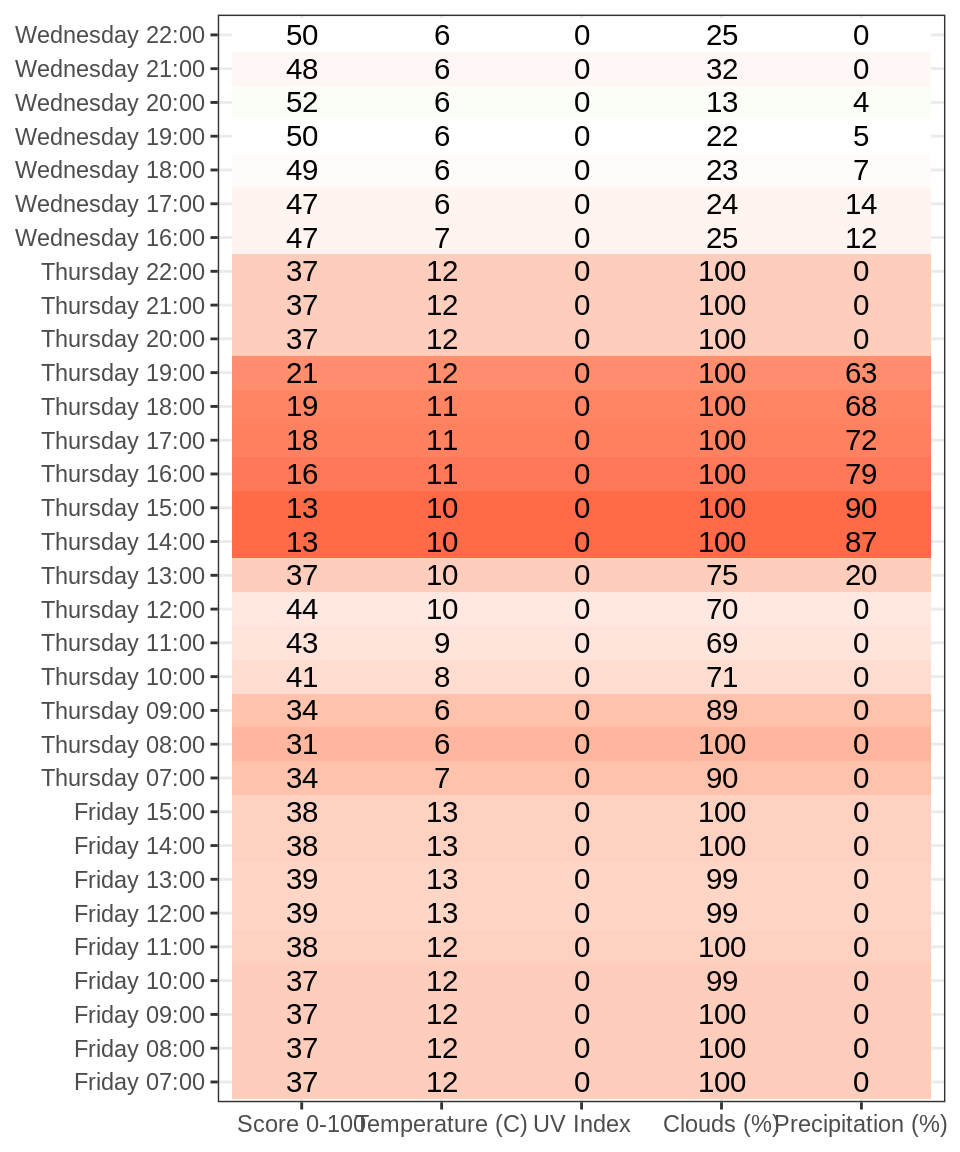 Wednesday 22:00 50 6 0 25 0
Wednesday 21:00 48 6 0 32 0
Wednesday 20:00 52 6 0 13 4
Wednesday 19:00 50 6 0 22 5
Wednesday 18:00 49 6 0 23 7
Wednesday 17:00 47 6 0 24 14
Wednesday 16:00 47 7 0 25 12
Thursday 22:00 37 12 0 100 0
Thursday 21:00 37 12 0 100 0
Thursday 20:00 37 12 0 100 0
Thursday 19:00 21 12 0 100 63
Thursday 18:00 19 11 0 100 68
Thursday 17:00 18 11 0 100 72
Thursday 16:00 16 11 0 100 79
Thursday 15:00 13 10 0 100 90
Thursday 14:00 13 10 0 100 87
Thursday 13:00 37 10 0 75 20
Thursday 12:00 44 10 0 70 0
Thursday 11:00 43 9 0 69 0
Thursday 10:00 41 8 0 71 0
Thursday 09:00 34 6 0 89 0
Thursday 08:00 31 6 0 100 0
Thursday 07:00 34 7 0 90 0
Friday 15:00 38 13 0 100 0
Friday 14:00 38 13 0 100 0
Friday 13:00 39 13 0 99 0
Friday 12:00 39 13 0 99 0
Friday 11:00 38 12 0 100 0
Friday 10:00 37 12 0 99 0
Friday 09:00 37 12 0 100 0
Friday 08:00 37 12 0 100 0
Friday 07:00 37 12 0 100 0
Score 0-100 Temperature (C) UV Index Clouds (%) Precipitation (%)